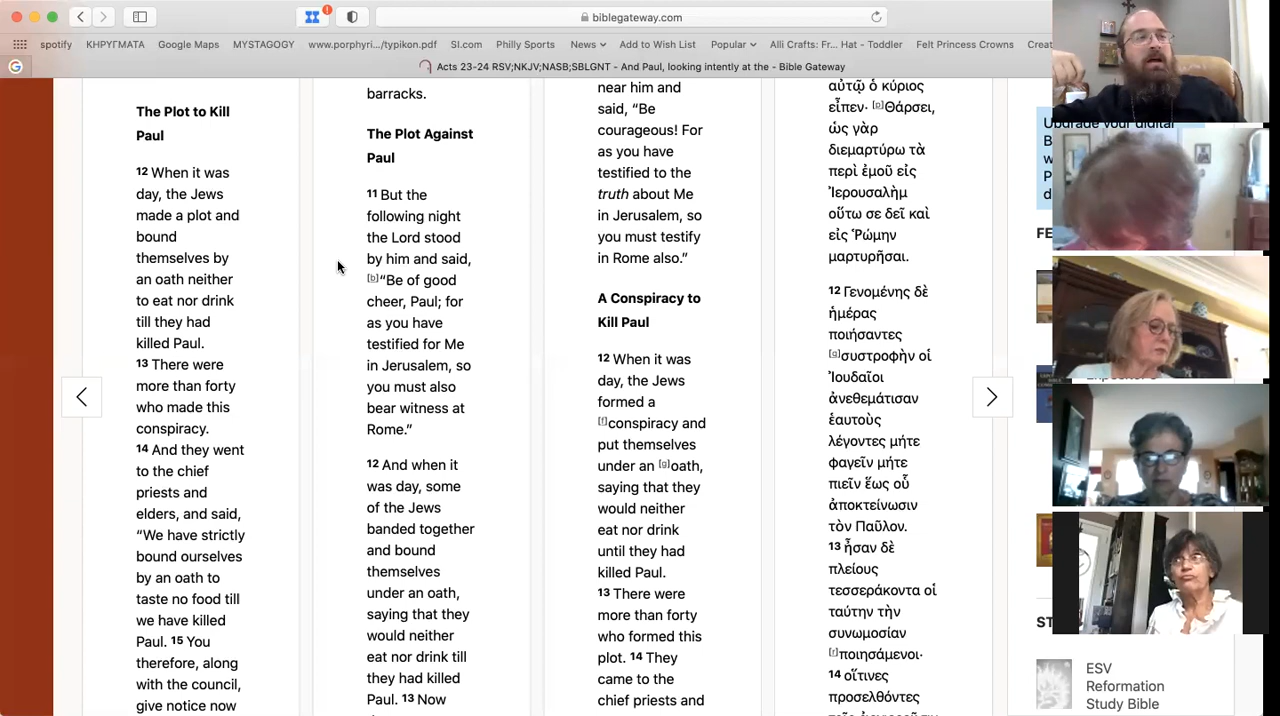 biblegateway.com
spotify
ΚΗΡΥΓΜΑΤΑ
Google Maps
MYSTAGOGY
www.porphyri.../typikon.pdf
SI.com
Philly Sports
News
Add to Wish List
Popular
Alli Crafts: Fr... Hat - Toddler
Felt Princess Crowns
Creat
Acts 23-24 RSV;NKJV;NASB;SBLGNT - And Paul, looking intently at the - Bible Gateway
The Plot to Kill
Paul
12 When it was
day, the Jews
made a plot and
bound
themselves by
an oath neither
to eat nor drink
till they had
killed Paul.
13 There were
more than forty
who made this
conspiracy.
14 And they went
to the chief
priests and
elders, and said,
“We have strictly
bound ourselves
by an oath to
taste no food till
we have killed
Paul. 15 You
therefore, along
with the council,
give notice now
barracks.
The Plot Against
Paul
11 But the
following night
the Lord stood
by him and said,
[b]“Be of good
cheer, Paul; for
as you have
testified for Me
in Jerusalem, so
you must also
bear witness at
Rome.”
12 And when it
was day, some
of the Jews
banded together
and bound
themselves
under an oath,
saying that they
would neither
eat nor drink till
they had killed
Paul. 13 Now
near him and
said, “Be
courageous! For
as you have
testified to the
truth about Me
in Jerusalem, so
you must testify
in Rome also.”
A Conspiracy to
Kill Paul
12 When it was
day, the Jews
formed a
[f]conspiracy and
put themselves
under an [g]oath,
saying that they
would neither
eat nor drink
until they had
killed Paul.
13 There were
more than forty
who formed this
plot. 14 They
came to the
chief priests and
αὐτῷ ὁ κύριος
εἶπεν· [p]Θάρσει,
ὡς γὰρ
διεμαρτύρω τὰ
περὶ ἐμοῦ εἰς
Ἰερουσαλὴμ
οὕτω σε δεῖ καὶ
εἰς Ῥώμην
μαρτυρῆσαι.
12 Γενομένης δὲ
ἡμέρας
ποιήσαντες
[q]συστροφὴν οἱ
Ἰουδαῖοι
ἀνεθεμάτισαν
ἑαυτοὺς
λέγοντες μήτε
φαγεῖν μήτε
πιεῖν ἕως οὗ
ἀποκτείνωσιν
τὸν Παῦλον.
13 ἦσαν δὲ
πλείους
τεσσεράκοντα οἱ
ταύτην τὴν
συνωμοσίαν
[r]ποιησάμενοι·
14 οἵτινες
προσελθόντες
Upgrade your digital
B
w
P
d
FE
ST
ESV
Reformation
Study Bible